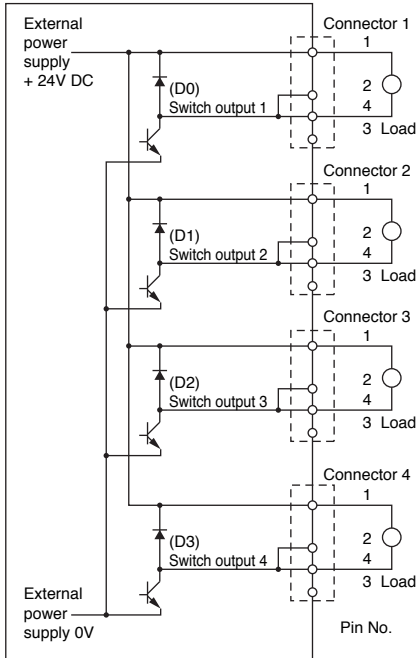 External
power
supply
+ 24V DC
Connector 1
1
(D0)
Switch output 1
2
4
3 Load
Connector 2
1
(D1)
Switch output 2
2
4
3 Load
Connector 3
1
(D2)
Switch output 3
2
4
3 Load
Connector 4
1
(D3)
Switch output 4
2
4
3 Load
External
power
supply 0V
Pin No.